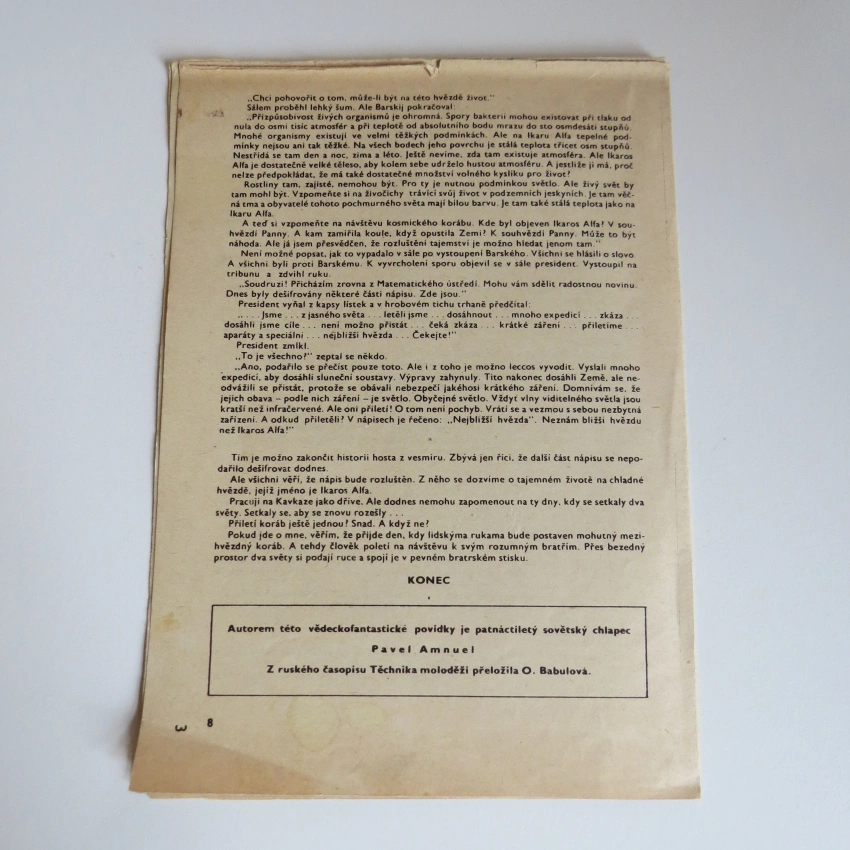 „Chci pohovořit o tom, může-li být na této hvězdě život."
Sálem proběhl lehký šum. Ale Barskij pokračoval:
„Přizpůsobivost živých organismů je ohromná. Spory bakterii mohou existovat při tlaku od
nula do osmi tisíc atmosfér a při teplotě od absolutního bodu mrazu do sto osmdesáti stupňů.
Mnohé organismy existují ve velmi těžkých podmínkách. Ale na Ikaru Alfa tepelné pod-
mínky nejsou ani tak těžké. Na všech bodech jeho povrchu je stálá teplota třicet osm stupňů.
Nestřídá se tam den a noc, zima a léto. Ještě nevíme, zda tam existuje atmosféra. Ale Ikaros
Alfa je dostatečně velké těleso, aby kolem sebe udrželo hustou atmosféru. A jestliže ji má, proč
nelze předpokládat, že má také dostatečné množství volného kyslíku pro život?
Rostliny tam, zajisté, nemohou být. Pro ty je nutnou podmínkou světlo. Ale živý svět by
tam mohl být. Vzpomeňte si na živočichy trávící svůj život v podzemních jeskyních. Je tam věč-
ná tma a obyvatelé tohoto pochmurného světa mají bílou barvu. Je tam také stálá teplota jako na
Ikaru Alfa.
A teď si vzpomeňte na návštěvu kosmického korábu. Kde byl objeven Ikaros Alfa? V sou-
hvězdí Panny. A kam zamířila koule, když opustila Zemi? K souhvězdí Panny. Může to být
náhoda. Ale já jsem přesvědčen, že rozluštění tajemství je možno hledat jenom tam."
Není možné popsat, jak to vypadalo v sále po vystoupení Barského. Všichni se hlásili o slovo.
A všichni byli proti Barskému. K vyvrcholení sporu objevil se v sále president. Vystoupil na
tribunu a zdvihl ruku.
„Soudruzi! Přicházím zrovna z Matematického ústředí. Mohu vám sdělit radostnou novinu.
Dnes byly dešifrovány některé části nápisu. Zde jsou."
President vyňal z kapsy lístek a v hrobovém tichu trhaně předčítal:
„ . . . Jsme . . . z jasného světa . . . letěli jsme . . . dosáhnout . . . mnoho expedicí . . . zkáza . . .
dosáhli jsme cíle . . . není možno přistát . . . čeká zkáza . . . krátké záření . . . přiletíme . . .
aparáty a speciální . . . nejbližší hvězda . . . Čekejte!"
President zmlkl.
„To je všechno?" zeptal se někdo.
„Ano, podařilo se přečíst pouze toto. Ale i z toho je možno leccos vyvodit. Vyslali mnoho
expedicí, aby dosáhli sluneční soustavy. Výpravy zahynuly. Tito nakonec dosáhli Země, ale ne-
odvážili se přistát, protože se obávali nebezpečí jakéhosi krátkého záření. Domnívám se, že
jejich obava - podle nich záření - je světlo. Obyčejné světlo. Vždyť vlny viditelného světla jsou
kratší než infračervené. Ale oni přiletí! O tom není pochyb. Vrátí se a vezmou s sebou nezbytná
zařízení. A odkud přiletěli? V nápisech je řečeno: „Nejbližší hvězda". Neznám bližší hvězdu
než Ikaros Alfa!"
Tím je možno zakončit historii hosta z vesmíru. Zbývá jen říci, že další část nápisu se nepo-
dařilo dešifrovat dodnes.
Ale všichni věří, že nápis bude rozluštěn. Z něho se dozvíme o tajemném životě na chladné
hvězdě, jejíž jméno je Ikaros Alfa.
Pracuji na Kavkaze jako dříve. Ale dodnes nemohu zapomenout na ty dny, kdy se setkaly dva
světy. Setkaly se, aby se znovu rozešly . . .
Přiletí koráb ještě jednou? Snad. A když ne?
Pokud jde o mne, věřím, že přijde den, kdy lidskýma rukama bude postaven mohutný mezi-
hvězdný koráb. A tehdy člověk poletí na návštěvu k svým rozumným bratřím. Přes bezedný
prostor dva světy si podají ruce a spojí je v pevném bratrském stisku.
KONEC
Autorem této vědeckofantastické povídky je patnáctiletý sovětský chlapec
Pavel Amnuel
Z ruského časopisu Těchnika moloděži přeložila O. Babulová.
8
3